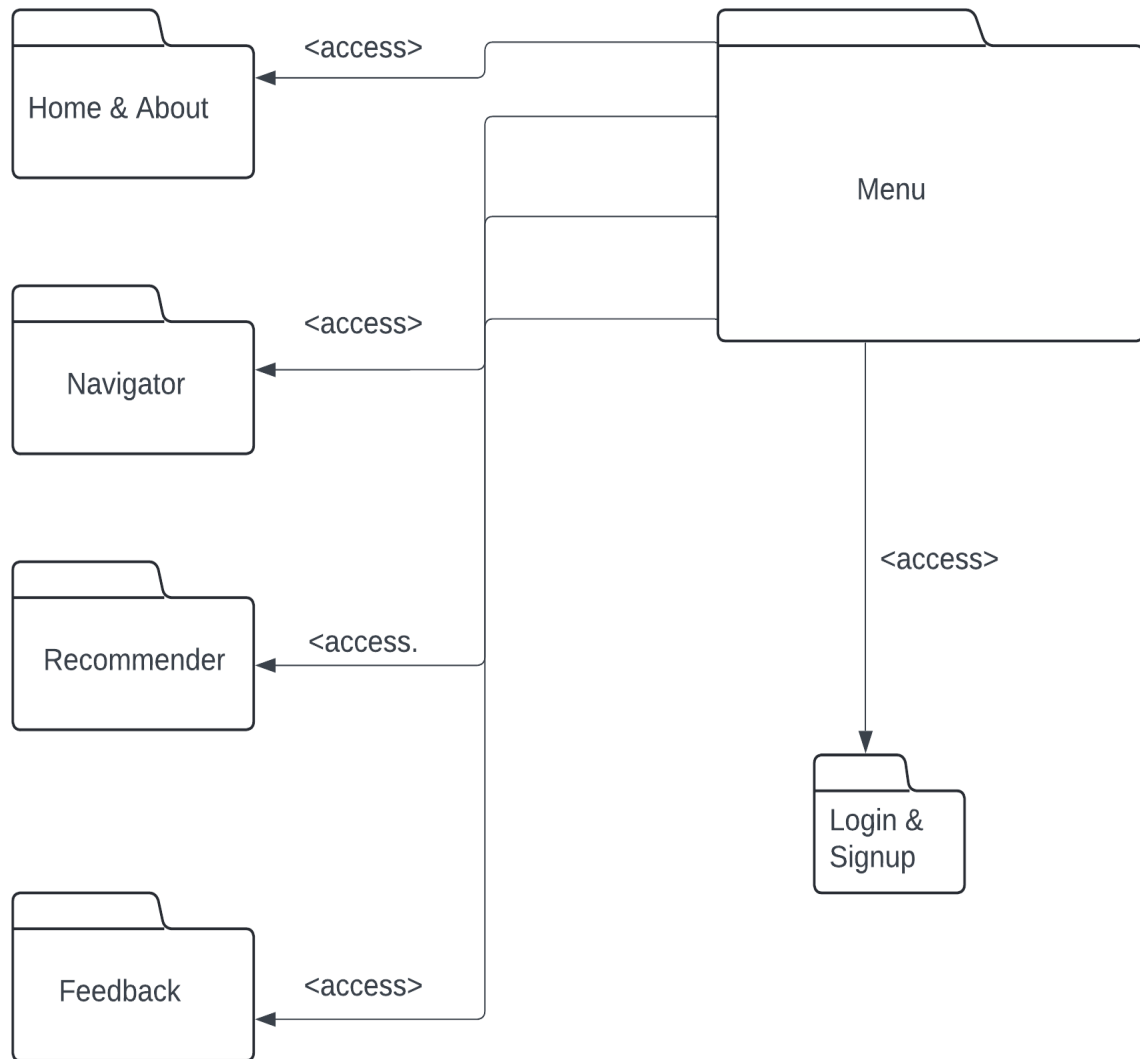 <access>
Home & About
Menu
<access>
Navigator
<access>
<access.
Recommender
Login &
Signup
<access>
Feedback